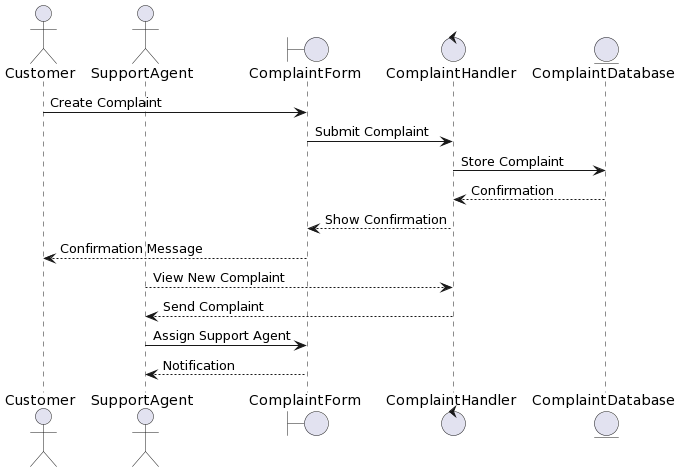 Customer SupportAgent ComplaintForm ComplaintHandler ComplaintDatabase
Create Complaint
Submit Complaint
Store Complaint
Confirmation
Show Confirmation
Confirmation Message
View New Complaint
Send Complaint
Assign Support Agent
Notification
Customer SupportAgent ComplaintForm ComplaintHandler ComplaintDatabase